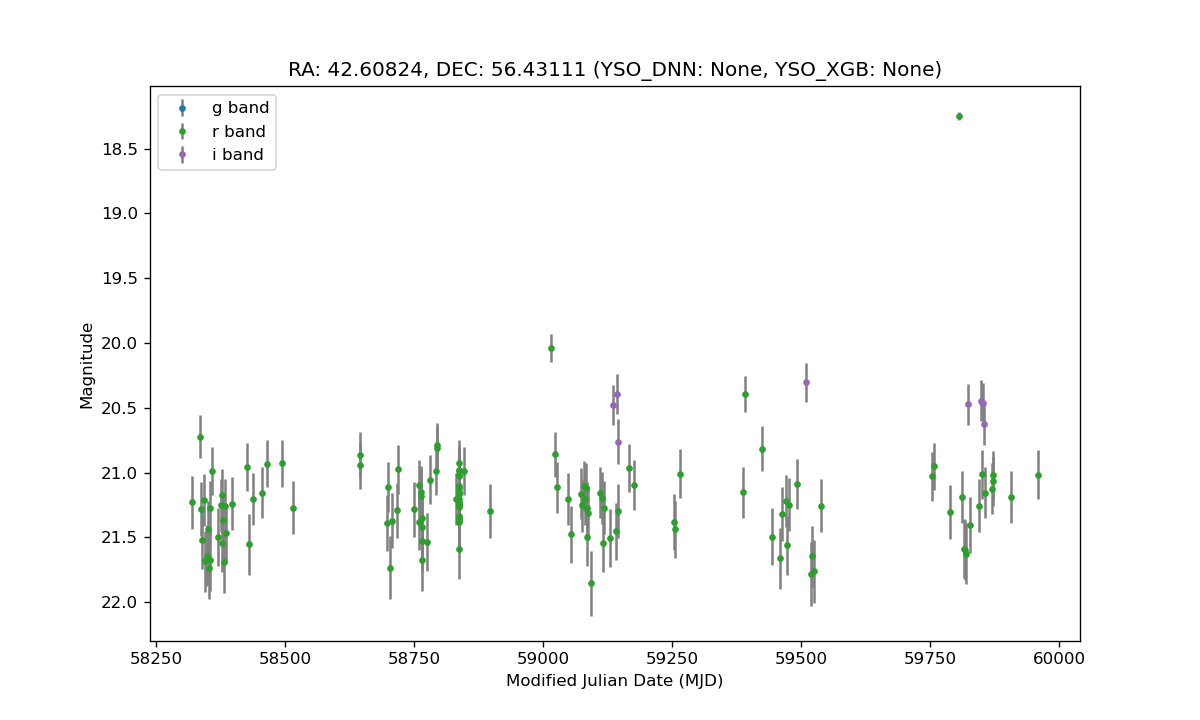 RA: 42.60824, DEC: 56.43111 (YSO_DNN: None, YSO_XGB: None)
g band
r band
i band
18.5
19.0
19.5
20.0
20.5
21.0
21.5
22.0
Magnitude
58250 58500 58750 59000 59250 59500 59750 60000
Modified Julian Date (MJD)